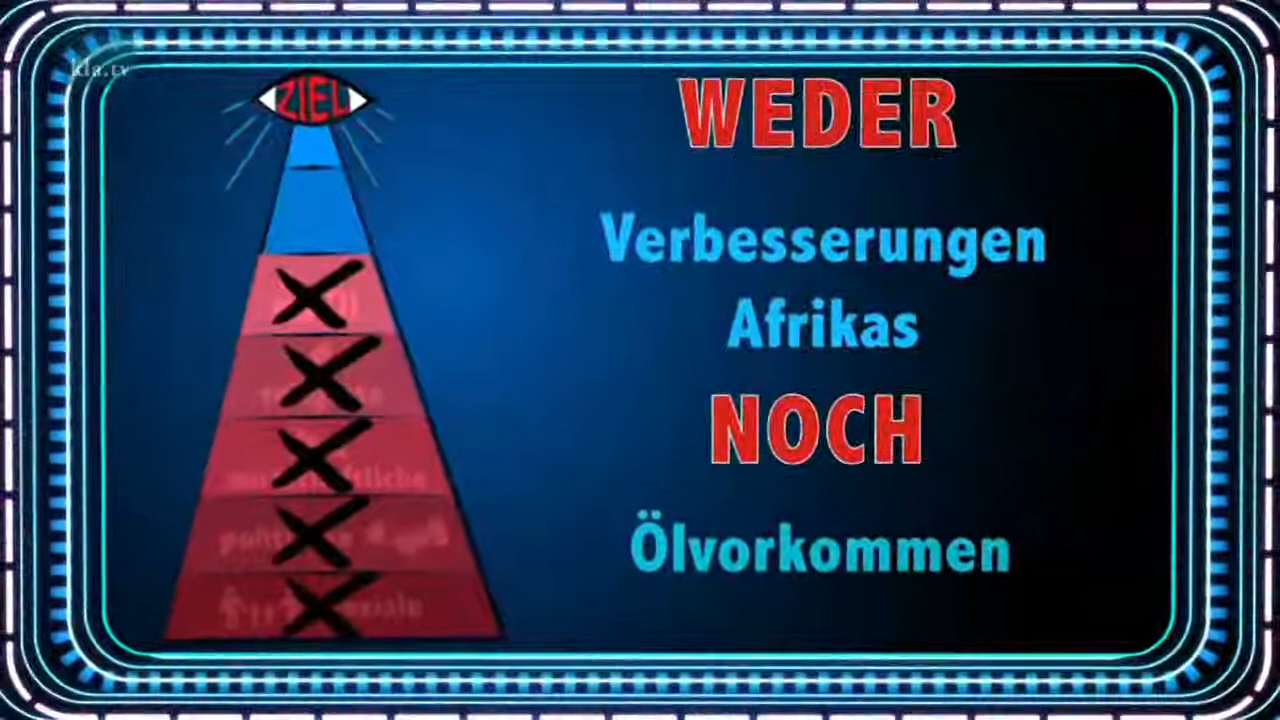 kla.tv
ZIEL
WEDER
Verbesserungen
Afrikas
NOCH
Ölvorkommen